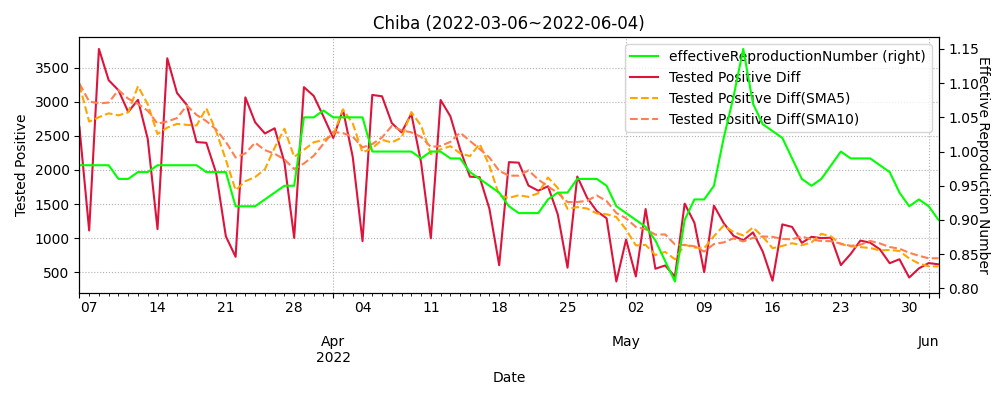 Chiba (2022-03-06~2022-06-04)
effectiveReproductionNumber (right)
Tested Positive Diff
Tested Positive Diff(SMA5)
Tested Positive Diff(SMA10)
Tested Positive
3500
3000
2500
2000
1500
1000
500
1.15
1.10
1.05
1.00
0.95
0.90
0.85
0.80
Effective Reproduction Number
07 14 21 28 04 11 18 25 02 09 16 23 30
Apr May Jun
2022
Date